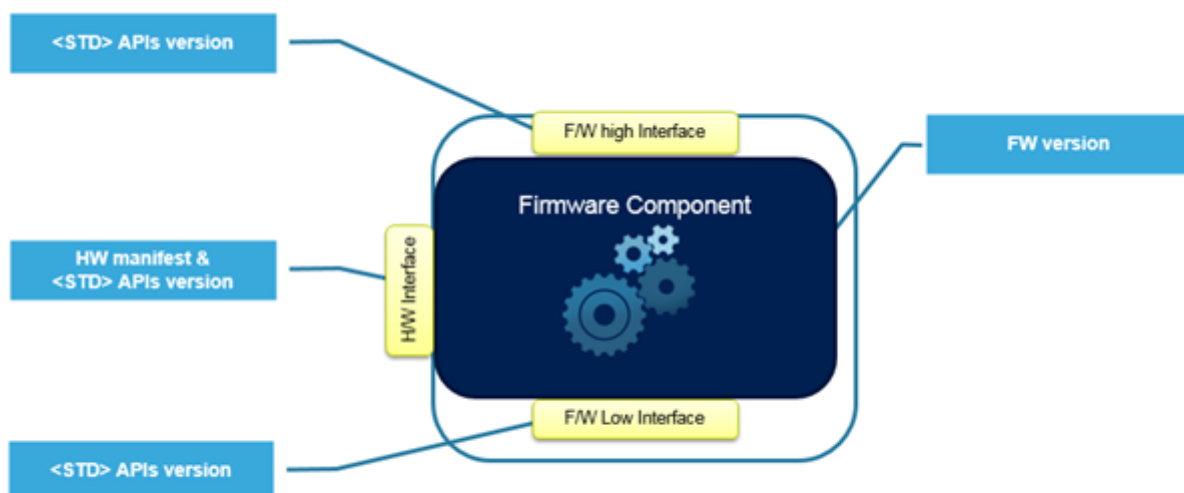 <STD> APIs version
F/W high Interface
FW version
Firmware Component
HW manifest &
<STD> APIs version
H/W Interface
F/W Low Interface
<STD> APIs version